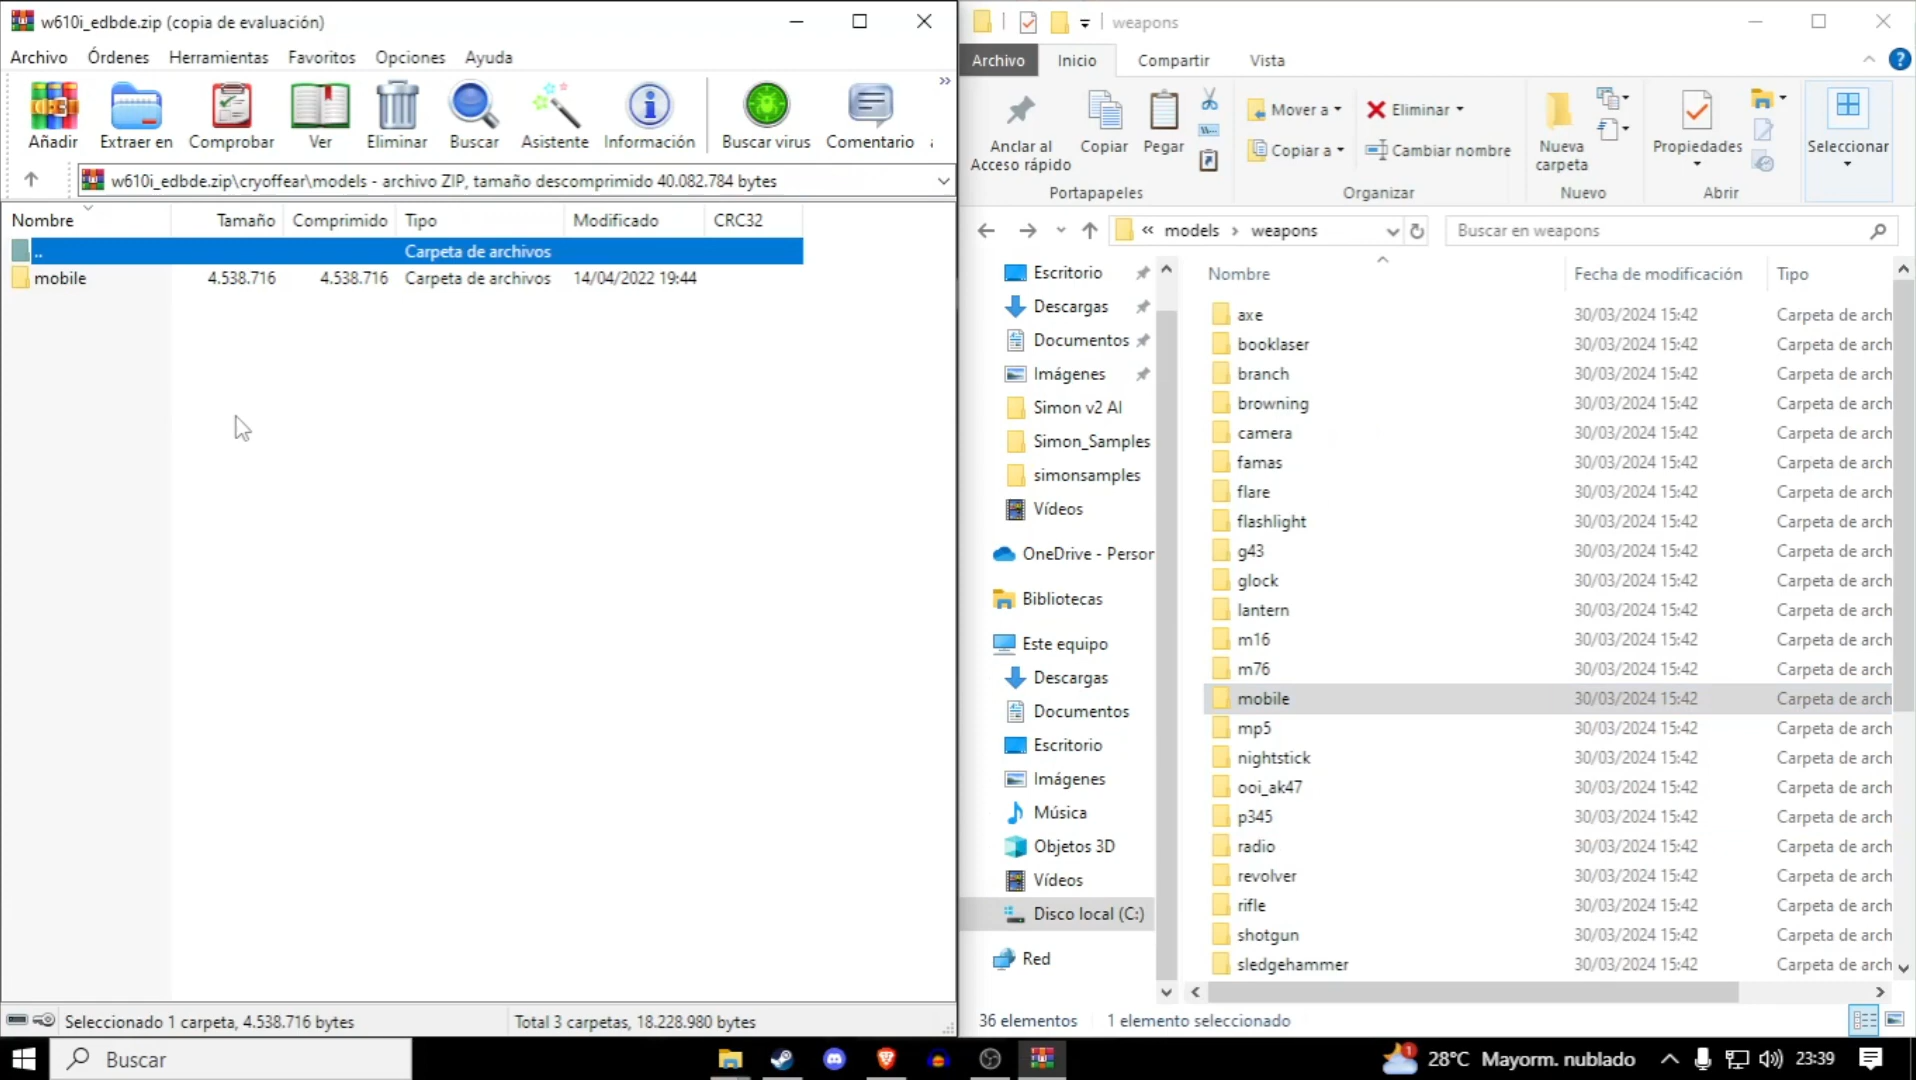 w610i_edbde.zip (copia de evaluación)
Archivo Órdenes Herramientas Favoritos Opciones Ayuda
Añadir Extraer en Comprobar Ver Eliminar Buscar Asistente Información Buscar virus Comentario
w610i_edbde.zip\cryoffear\models - archivo ZIP, tamaño descomprimido 40.082.784 bytes
Nombre Tamaño Comprimido Tipo Modificado CRC32
.. Carpeta de archivos
mobile 4.538.716 4.538.716 Carpeta de archivos 14/04/2022 19:44
Seleccionado 1 carpeta, 4.538.716 bytes
Total 3 carpetas, 18.228.980 bytes
weapons
Archivo Inicio Compartir Vista
Anclar al
Acceso rápido
Copiar
Pegar
Portapapeles
Mover a
Copiar a
Eliminar
Cambiar nombre
Organizar
Nueva
carpeta
Nuevo
Propiedades
Abrir
Seleccionar
« models › weapons
Buscar en weapons
Escritorio
Descargas
Documentos
Imágenes
Simon v2 AI
Simon_Samples
simonsamples
Vídeos
OneDrive - Person
Bibliotecas
Este equipo
Descargas
Documentos
Escritorio
Imágenes
Música
Objetos 3D
Vídeos
Disco local (C:)
Red
Nombre Fecha de modificación Tipo
axe 30/03/2024 15:42 Carpeta de arch
booklaser 30/03/2024 15:42 Carpeta de arch
branch 30/03/2024 15:42 Carpeta de arch
browning 30/03/2024 15:42 Carpeta de arch
camera 30/03/2024 15:42 Carpeta de arch
famas 30/03/2024 15:42 Carpeta de arch
flare 30/03/2024 15:42 Carpeta de arch
flashlight 30/03/2024 15:42 Carpeta de arch
g43 30/03/2024 15:42 Carpeta de arch
glock 30/03/2024 15:42 Carpeta de arch
lantern 30/03/2024 15:42 Carpeta de arch
m16 30/03/2024 15:42 Carpeta de arch
m76 30/03/2024 15:42 Carpeta de arch
mobile 30/03/2024 15:42 Carpeta de arch
mp5 30/03/2024 15:42 Carpeta de arch
nightstick 30/03/2024 15:42 Carpeta de arch
ooi_ak47 30/03/2024 15:42 Carpeta de arch
p345 30/03/2024 15:42 Carpeta de arch
radio 30/03/2024 15:42 Carpeta de arch
revolver 30/03/2024 15:42 Carpeta de arch
rifle 30/03/2024 15:42 Carpeta de arch
shotgun 30/03/2024 15:42 Carpeta de arch
sledgehammer 30/03/2024 15:42 Carpeta de arch
36 elementos 1 elemento seleccionado
Buscar
1
28°C Mayorm. nublado
23:39